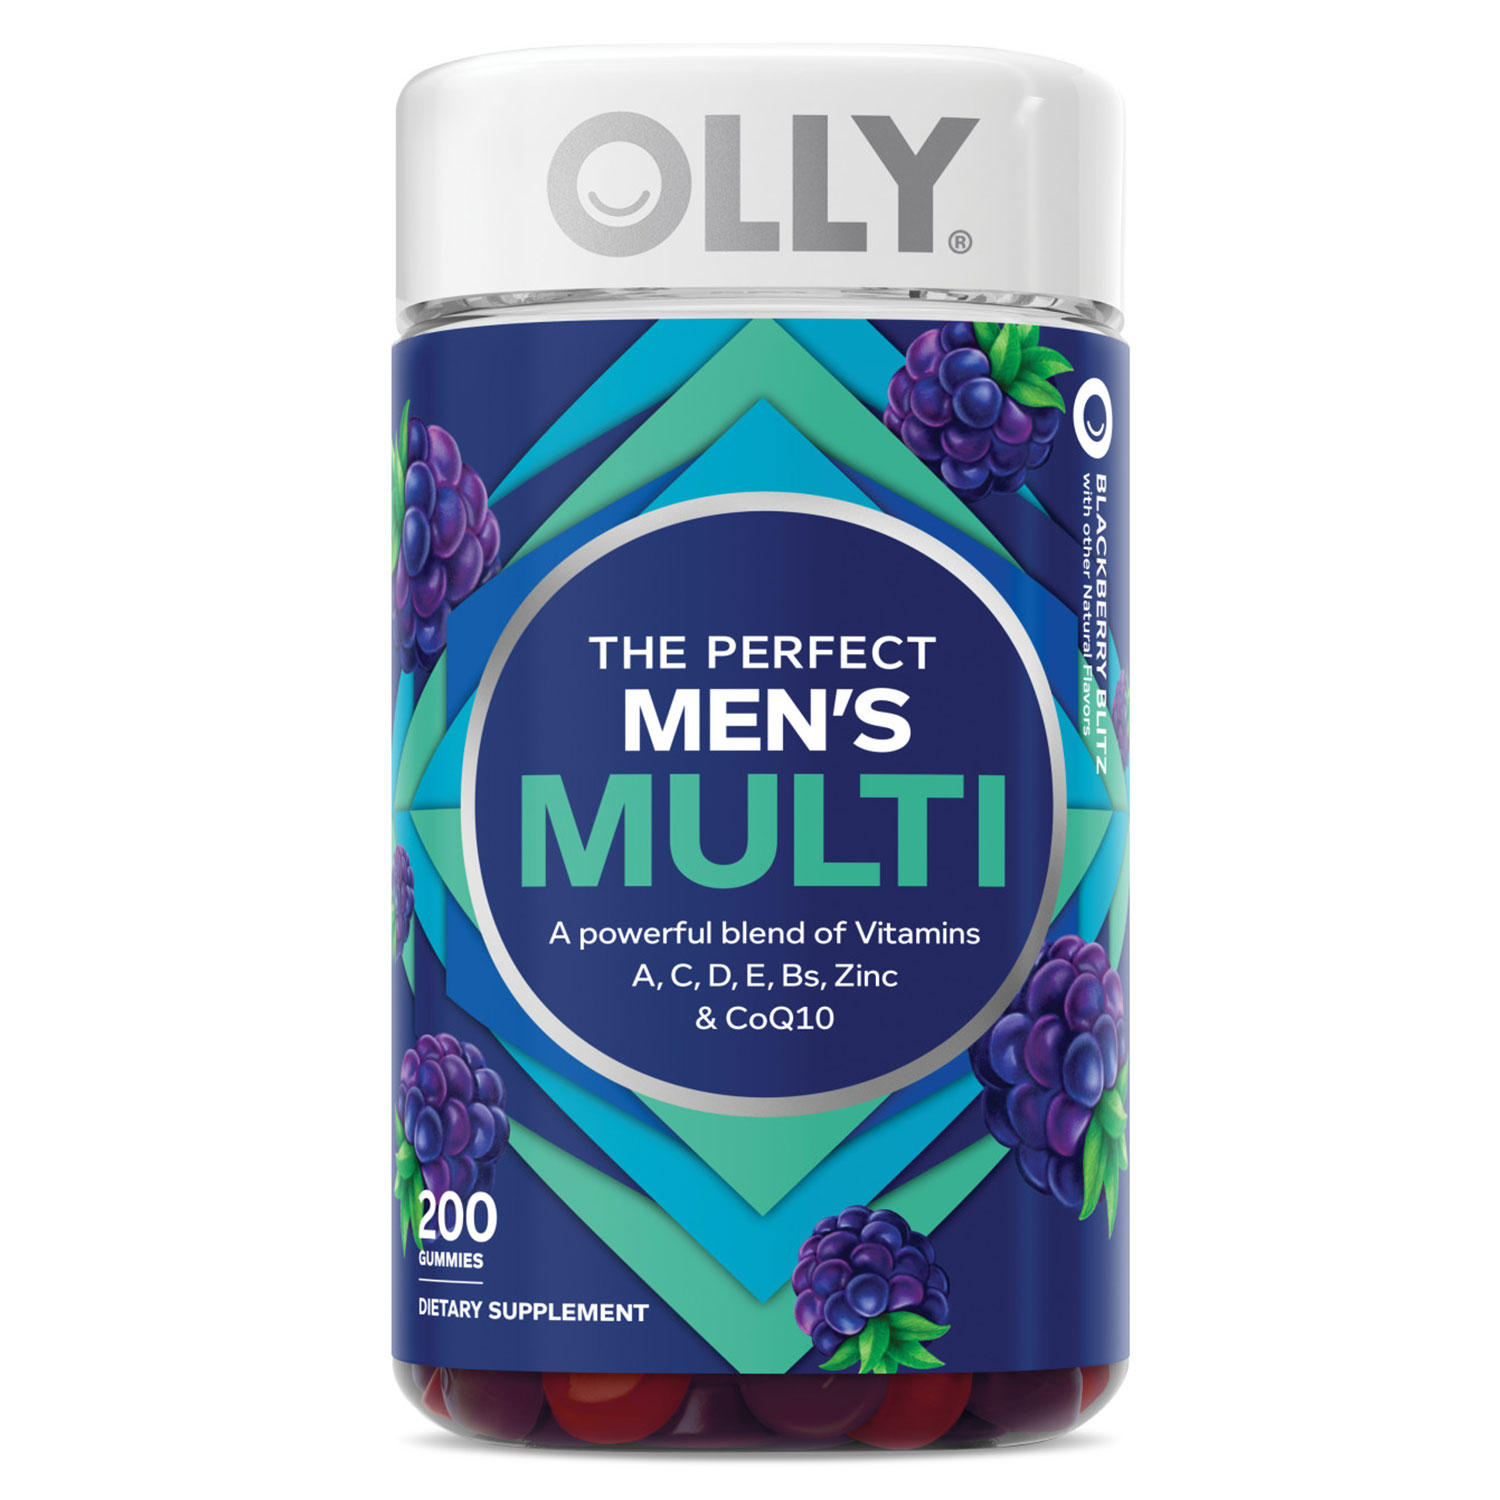 OLLY®
BLACKBERRY BLITZ
with other Natural Flavors
THE PERFECT
MEN'S
MULTI
A powerful blend of Vitamins
A, C, D, E, Bs, Zinc
& CoQ10
200
GUMMIES
DIETARY SUPPLEMENT